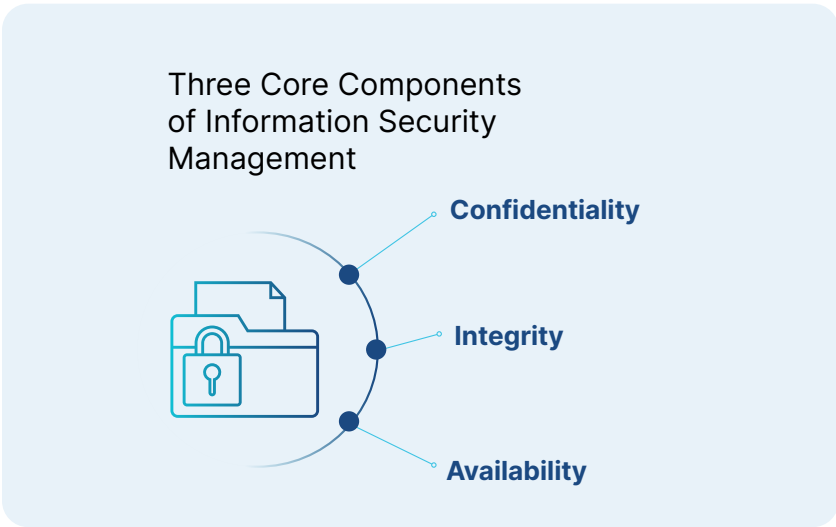 Three Core Components
of Information Security
Management
Confidentiality
Integrity
Availability